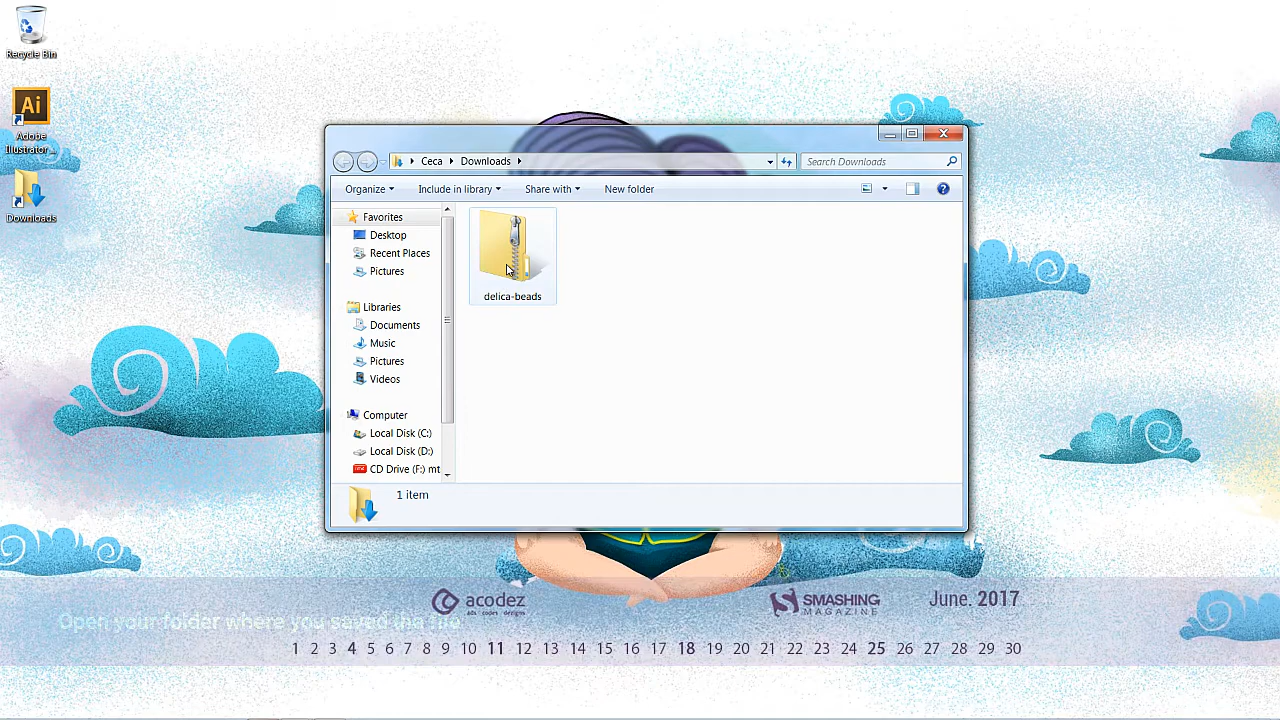 Recycle Bin
Adobe
Illustrator ...
Downloads
Ceca
Downloads
Search Downloads
Organize
Include in library
Share with
New folder
Favorites
Desktop
Recent Places
Pictures
Libraries
Documents
Music
Pictures
Videos
Computer
Local Disk (C:)
Local Disk (D:)
CD Drive (F:) mt
delica-beads
1 item
acodez
ads codes designs
SMASHING
MAGAZINE
June. 2017
Open your folder where you saved the file
1 2 3 4 5 6 7 8 9 10 11 12 13 14 15 16 17 18 19 20 21 22 23 24 25 26 27 28 29 30
Ai